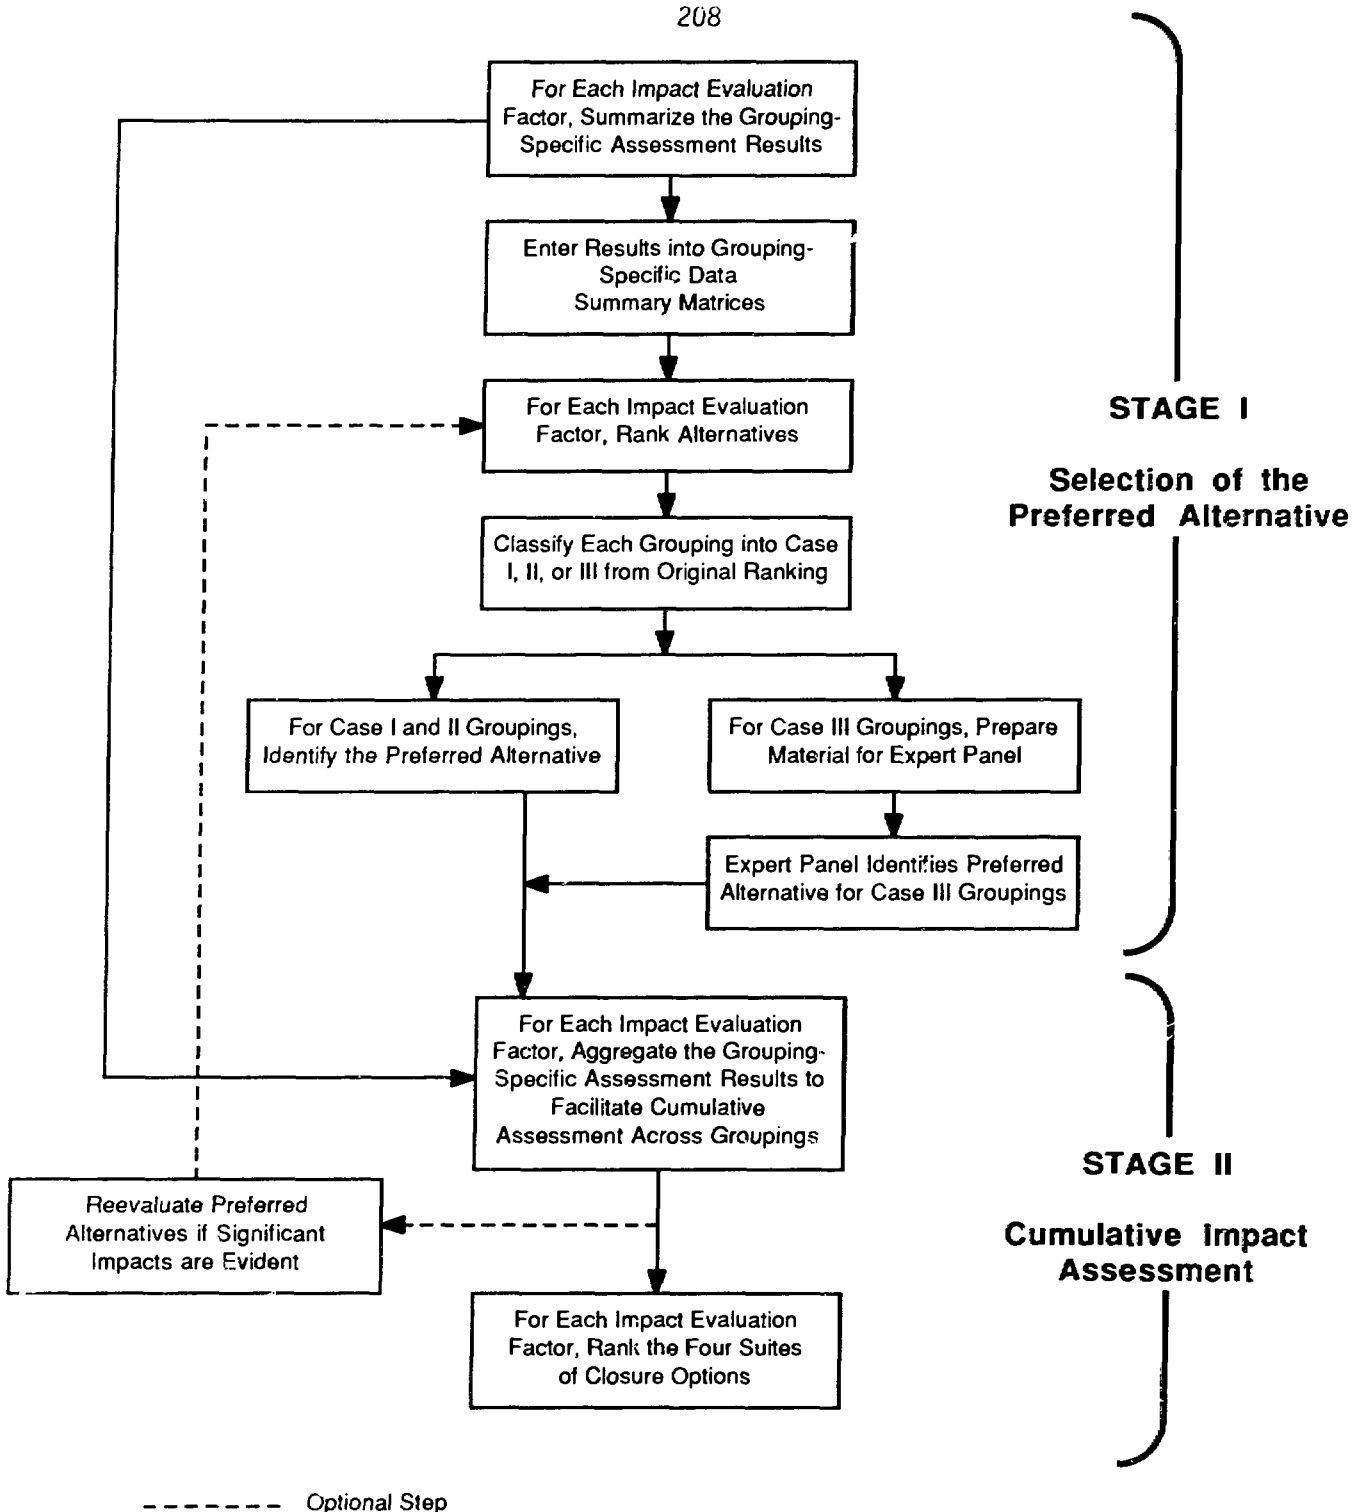 208
For Each Impact Evaluation
Factor, Summarize the Grouping-
Specific Assessment Results
Enter Results into Grouping-
Specific Data
Summary Matrices
For Each Impact Evaluation
Factor, Rank Alternatives
Classify Each Grouping into Case
I, II, or III from Original Ranking
For Case I and II Groupings,
Identify the Preferred Alternative
For Case III Groupings, Prepare
Material for Expert Panel
Expert Panel Identifies Preferred
Alternative for Case III Groupings
STAGE I
Selection of the
Preferred Alternative
For Each Impact Evaluation
Factor, Aggregate the Grouping-
Specific Assessment Results to
Facilitate Cumulative
Assessment Across Groupings
Reevaluate Preferred
Alternatives if Significant
Impacts are Evident
For Each Impact Evaluation
Factor, Rank the Four Suites
of Closure Options
STAGE II
Cumulative Impact
Assessment
Optional Step